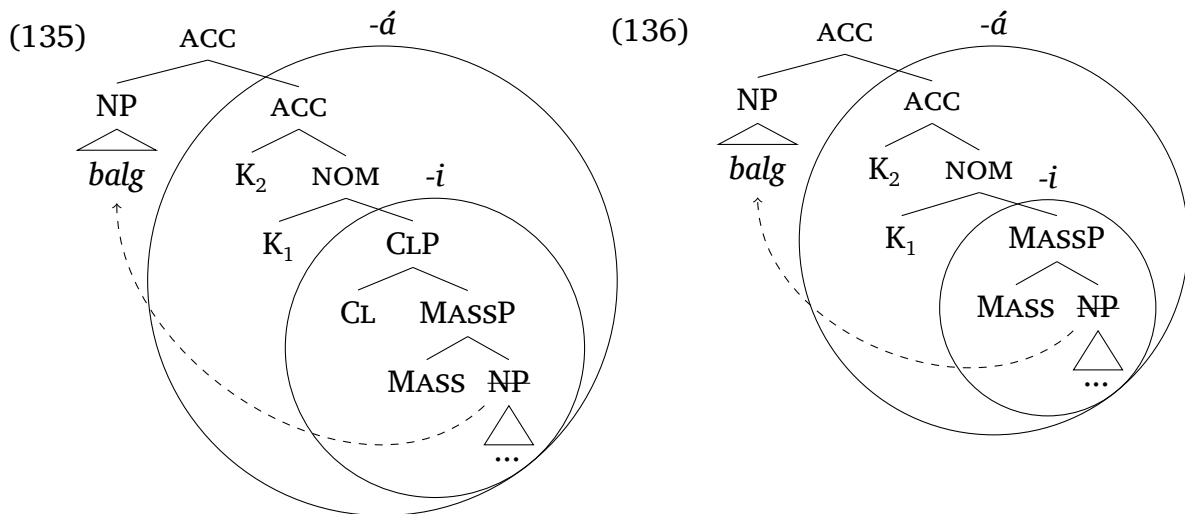 (135)
ACC
-á
NP
ACC
balg
K₂
NOM
-i
K₁
CLP
CL
MASSP
MASS
NP
...
(136)
ACC
-á
NP
ACC
balg
K₂
NOM
-i
K₁
MASSP
MASS
NP
...